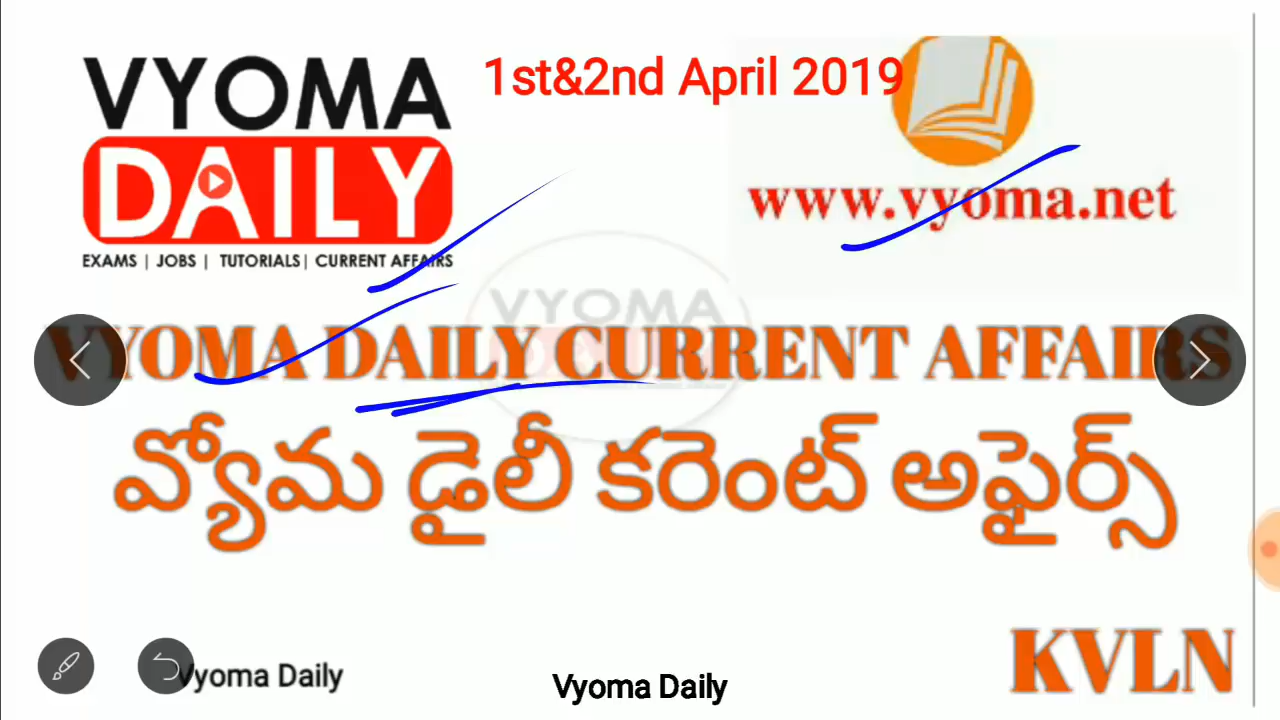 VYOMA
DAILY
EXAMS | JOBS | TUTORIALS | CURRENT AFFAIRS
1st&2nd April 2019
www.vyoma.net
VYOMA
DAILY
VYOMA DAILY CURRENT AFFAIRS
వ్యోమ డైలీ కరెంట్ అఫైర్స్
KVLN
Vyoma Daily
Vyoma Daily